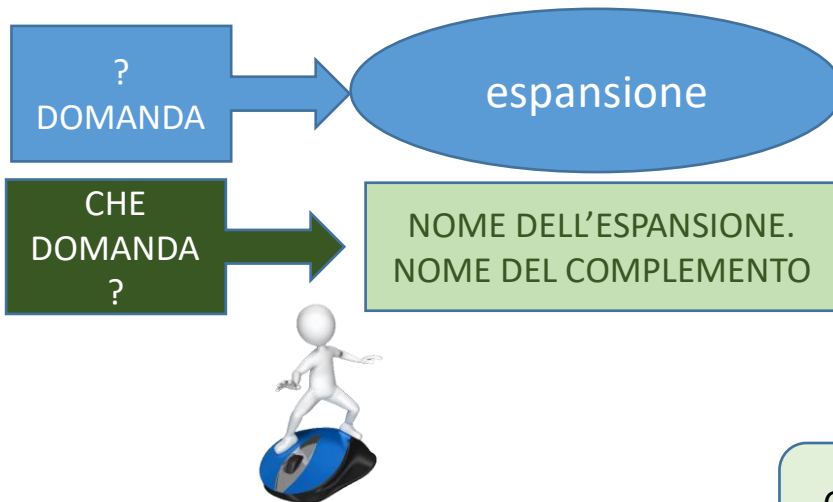 ?
DOMANDA
espansione
CHE
DOMANDA
?
NOME DELL’ESPANSIONE.
NOME DEL COMPLEMENTO